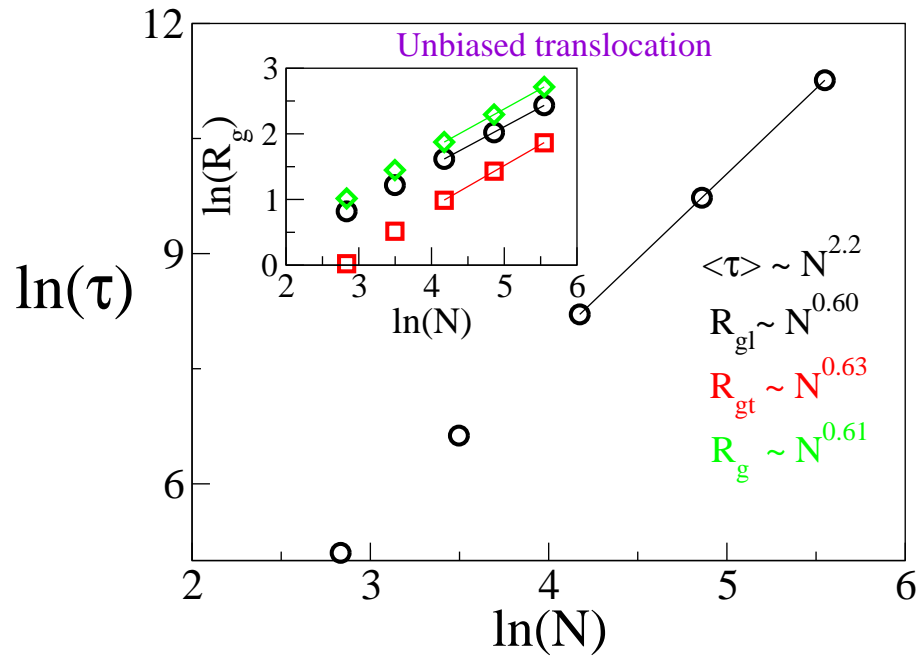 Unbiased translocation
12
9
6
ln(τ)
2 3 4 5 6
ln(N)
3
2
1
0
ln(R_g)
2 3 4 5 6
ln(N)
<τ> ~ N^2.2
R_gl ~ N^0.60
R_gt ~ N^0.63
R_g ~ N^0.61